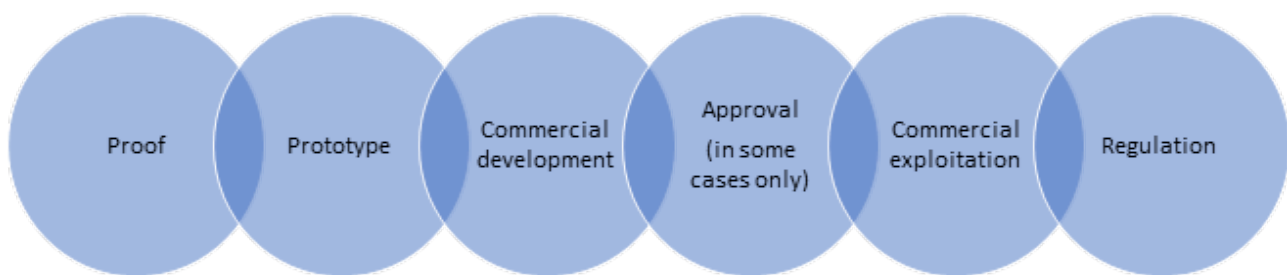 Proof
Prototype
Commercial
development
Approval
(in some
cases only)
Commercial
exploitation
Regulation